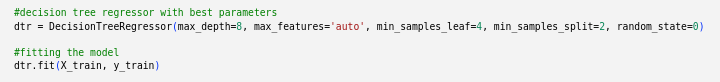 #decision tree regressor with best parameters
dtr = DecisionTreeRegressor(max_depth=8, max_features='auto', min_samples_leaf=4, min_samples_split=2, random_state=0)
#fitting the model
dtr.fit(X_train, y_train)